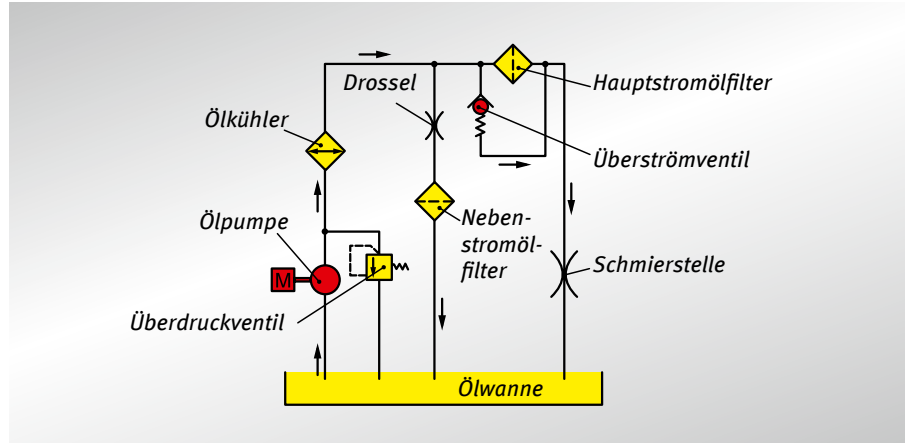 Drossel
Hauptstromölfilter
Ölkühler
Überströmventil
Ölpumpe
Neben-
stromöl-
filter
M
Schmierstelle
Überdruckventil
Ölwanne